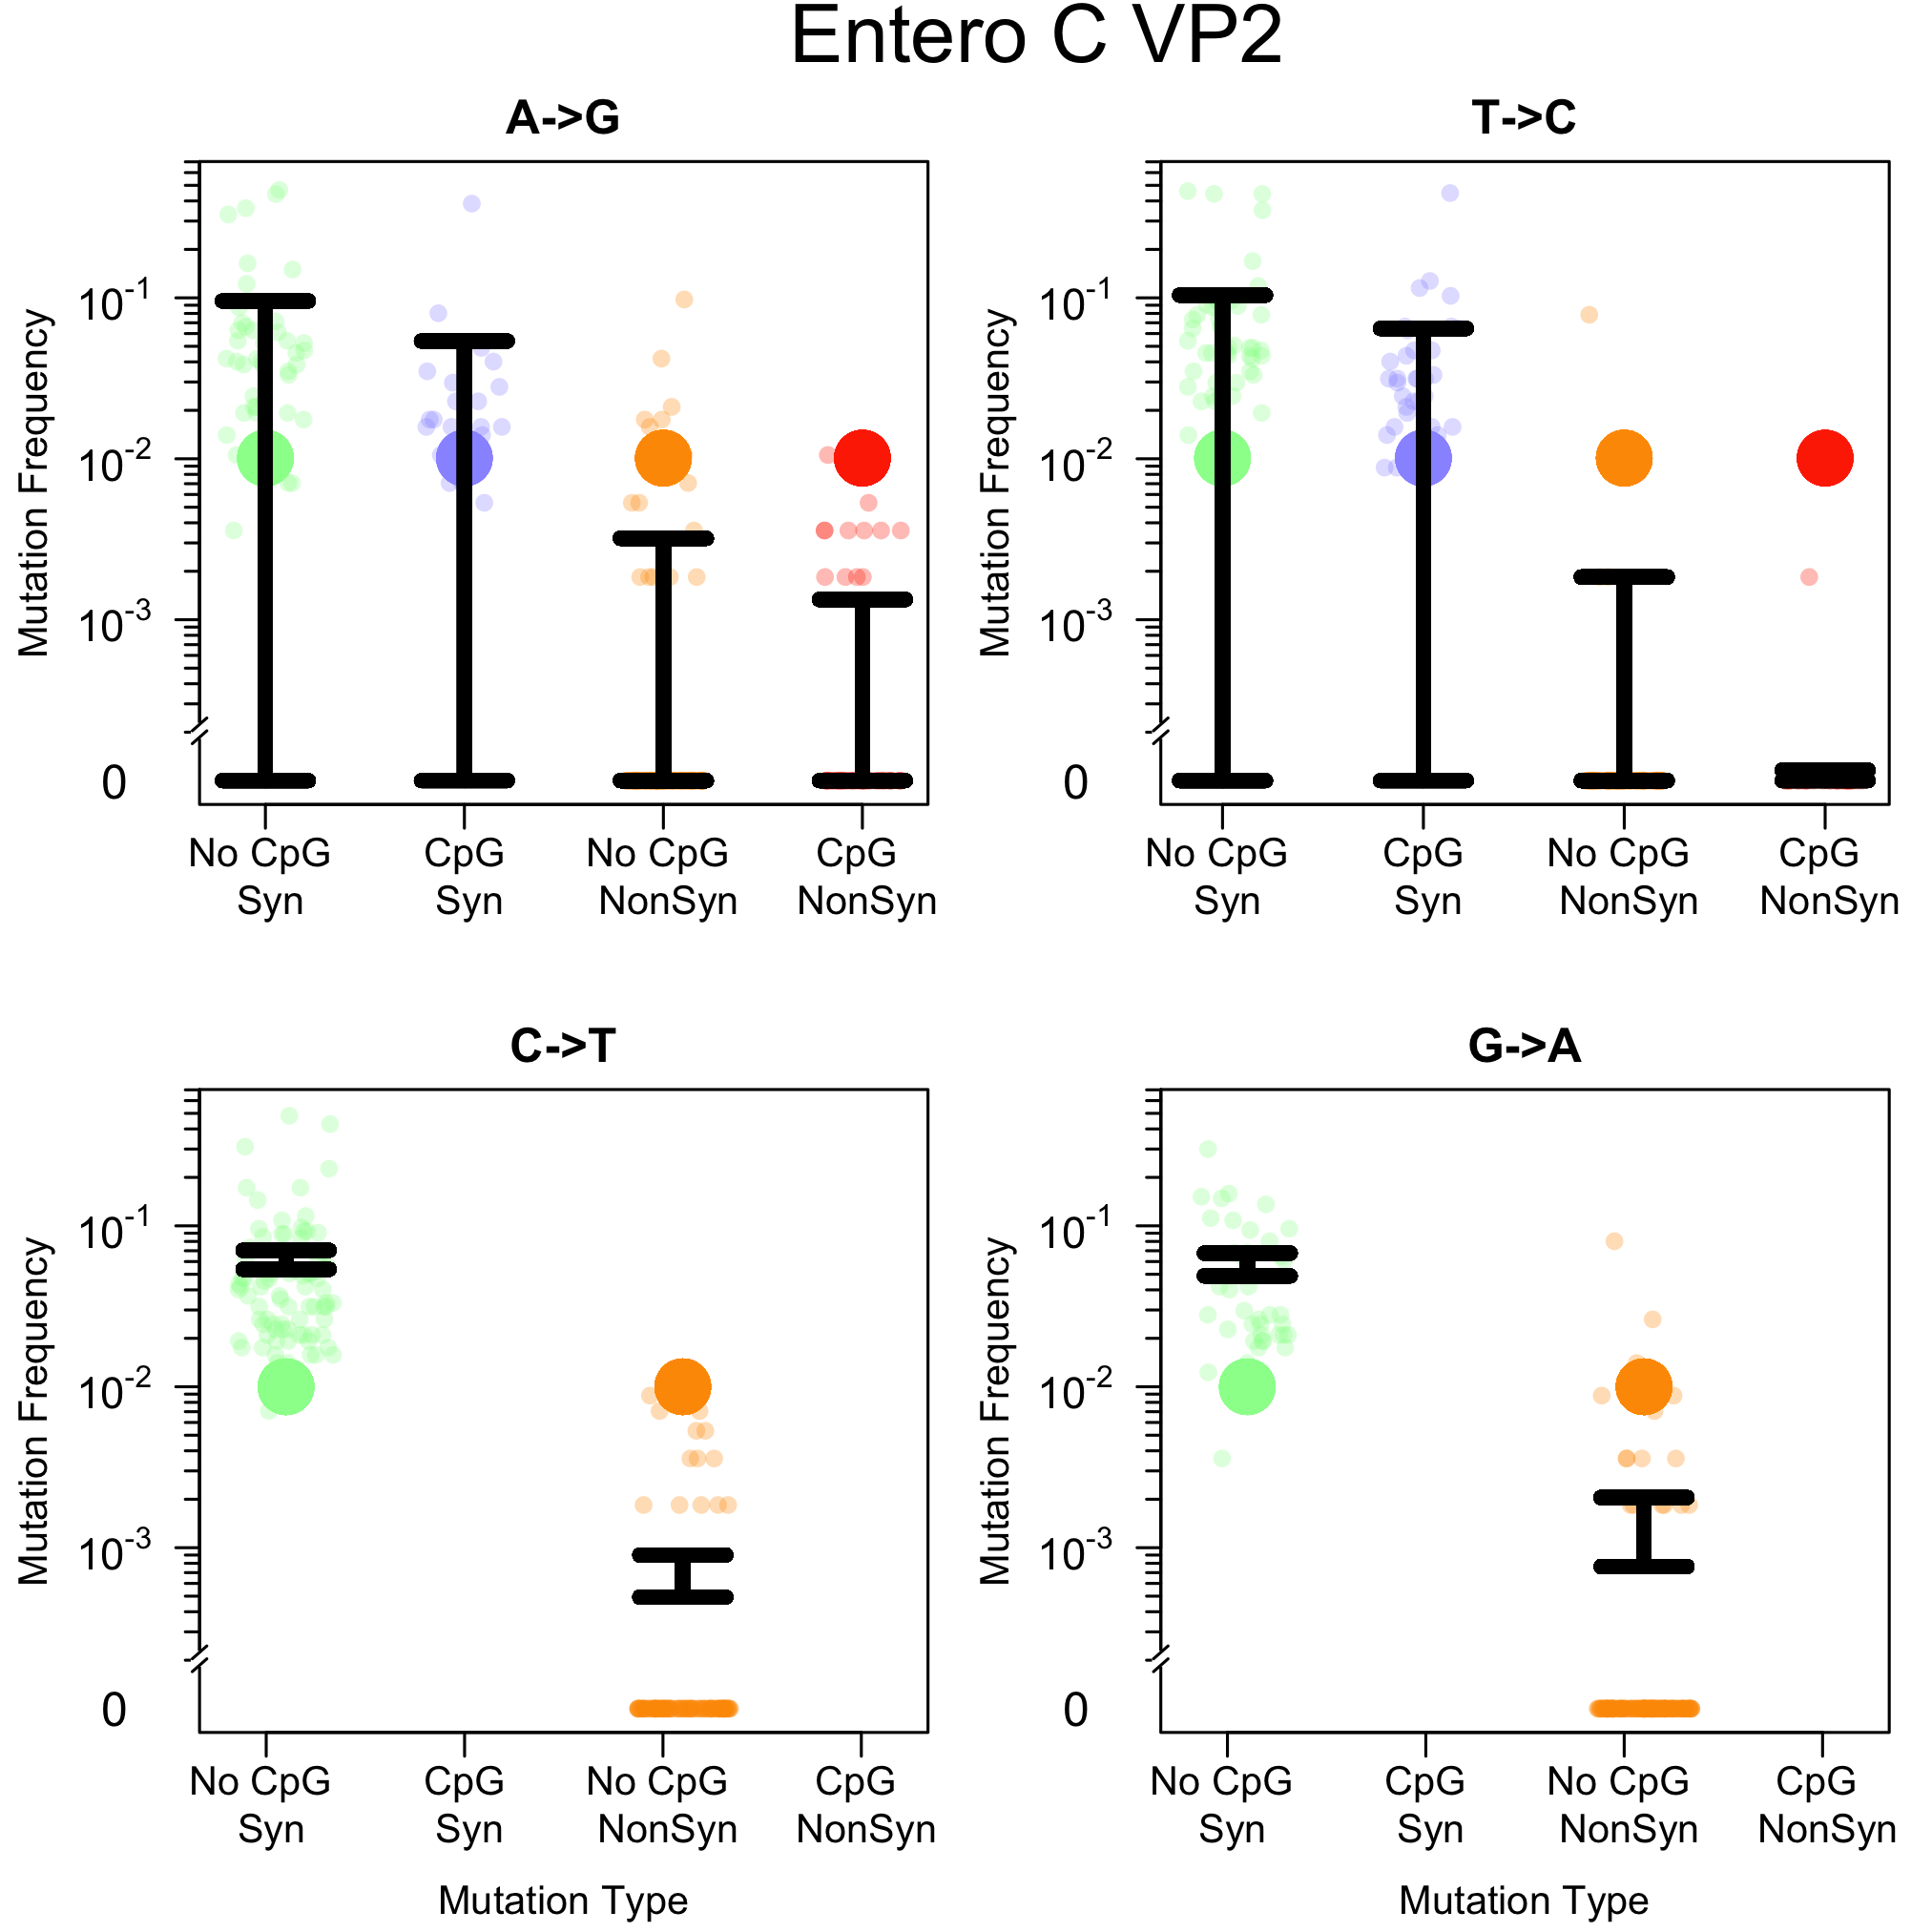 Entero C VP2
A->G
Mutation Frequency
10-1
10-2
10-3
0
No CpG Syn
CpG Syn
No CpG NonSyn
CpG NonSyn
T->C
Mutation Frequency
10-1
10-2
10-3
0
No CpG Syn
CpG Syn
No CpG NonSyn
CpG NonSyn
C->T
Mutation Frequency
10-1
10-2
10-3
0
No CpG Syn
CpG Syn
No CpG NonSyn
CpG NonSyn
Mutation Type
G->A
Mutation Frequency
10-1
10-2
10-3
0
No CpG Syn
CpG Syn
No CpG NonSyn
CpG NonSyn
Mutation Type